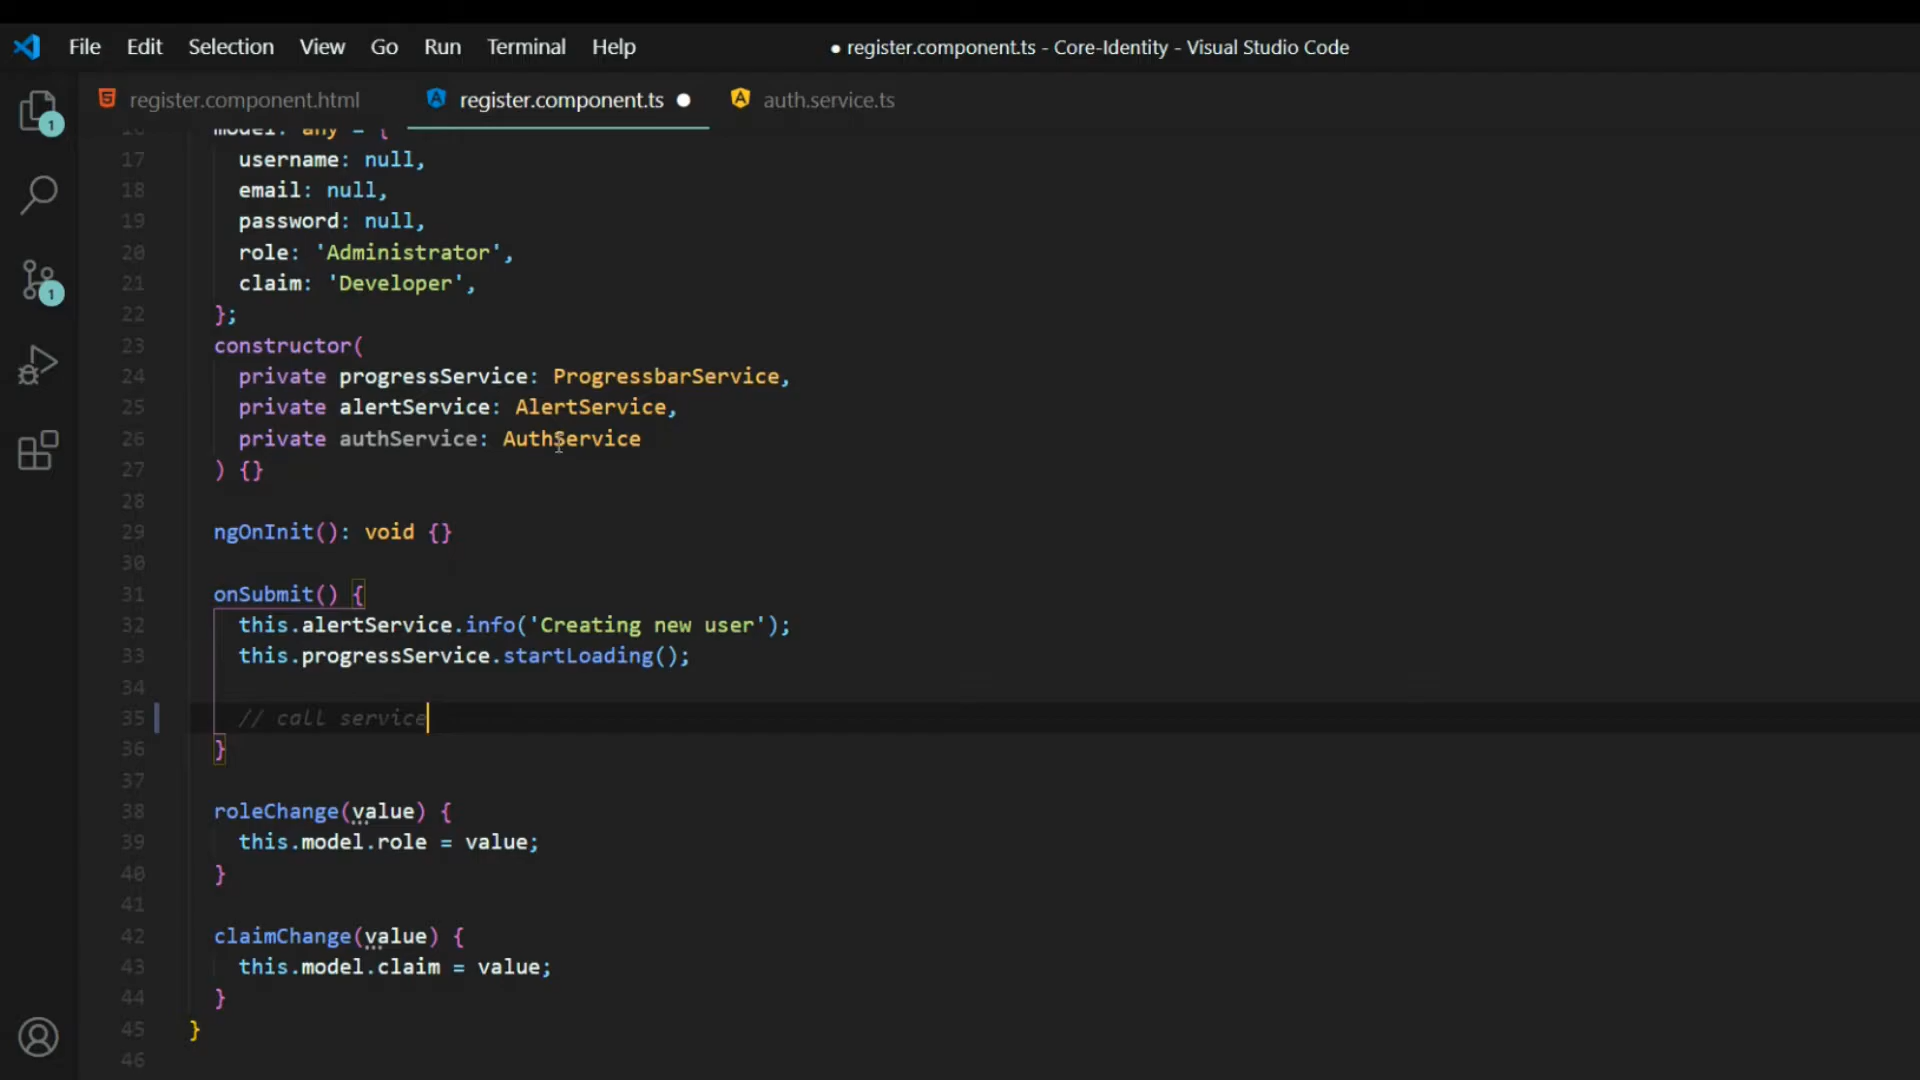 File Edit Selection View Go Run Terminal Help ● register.component.ts - Core-Identity - Visual Studio Code
register.component.html register.component.ts auth.service.ts
16 model: any = {
17 username: null,
18 email: null,
19 password: null,
20 role: 'Administrator',
21 claim: 'Developer',
22 };
23 constructor(
24 private progressService: ProgressbarService,
25 private alertService: AlertService,
26 private authService: AuthService
27 ) {}
28
29 ngOnInit(): void {}
30
31 onSubmit() {
32 this.alertService.info('Creating new user');
33 this.progressService.startLoading();
34
35 // call service
36 }
37
38 roleChange(value) {
39 this.model.role = value;
40 }
41
42 claimChange(value) {
43 this.model.claim = value;
44 }
45 }
46
1
1